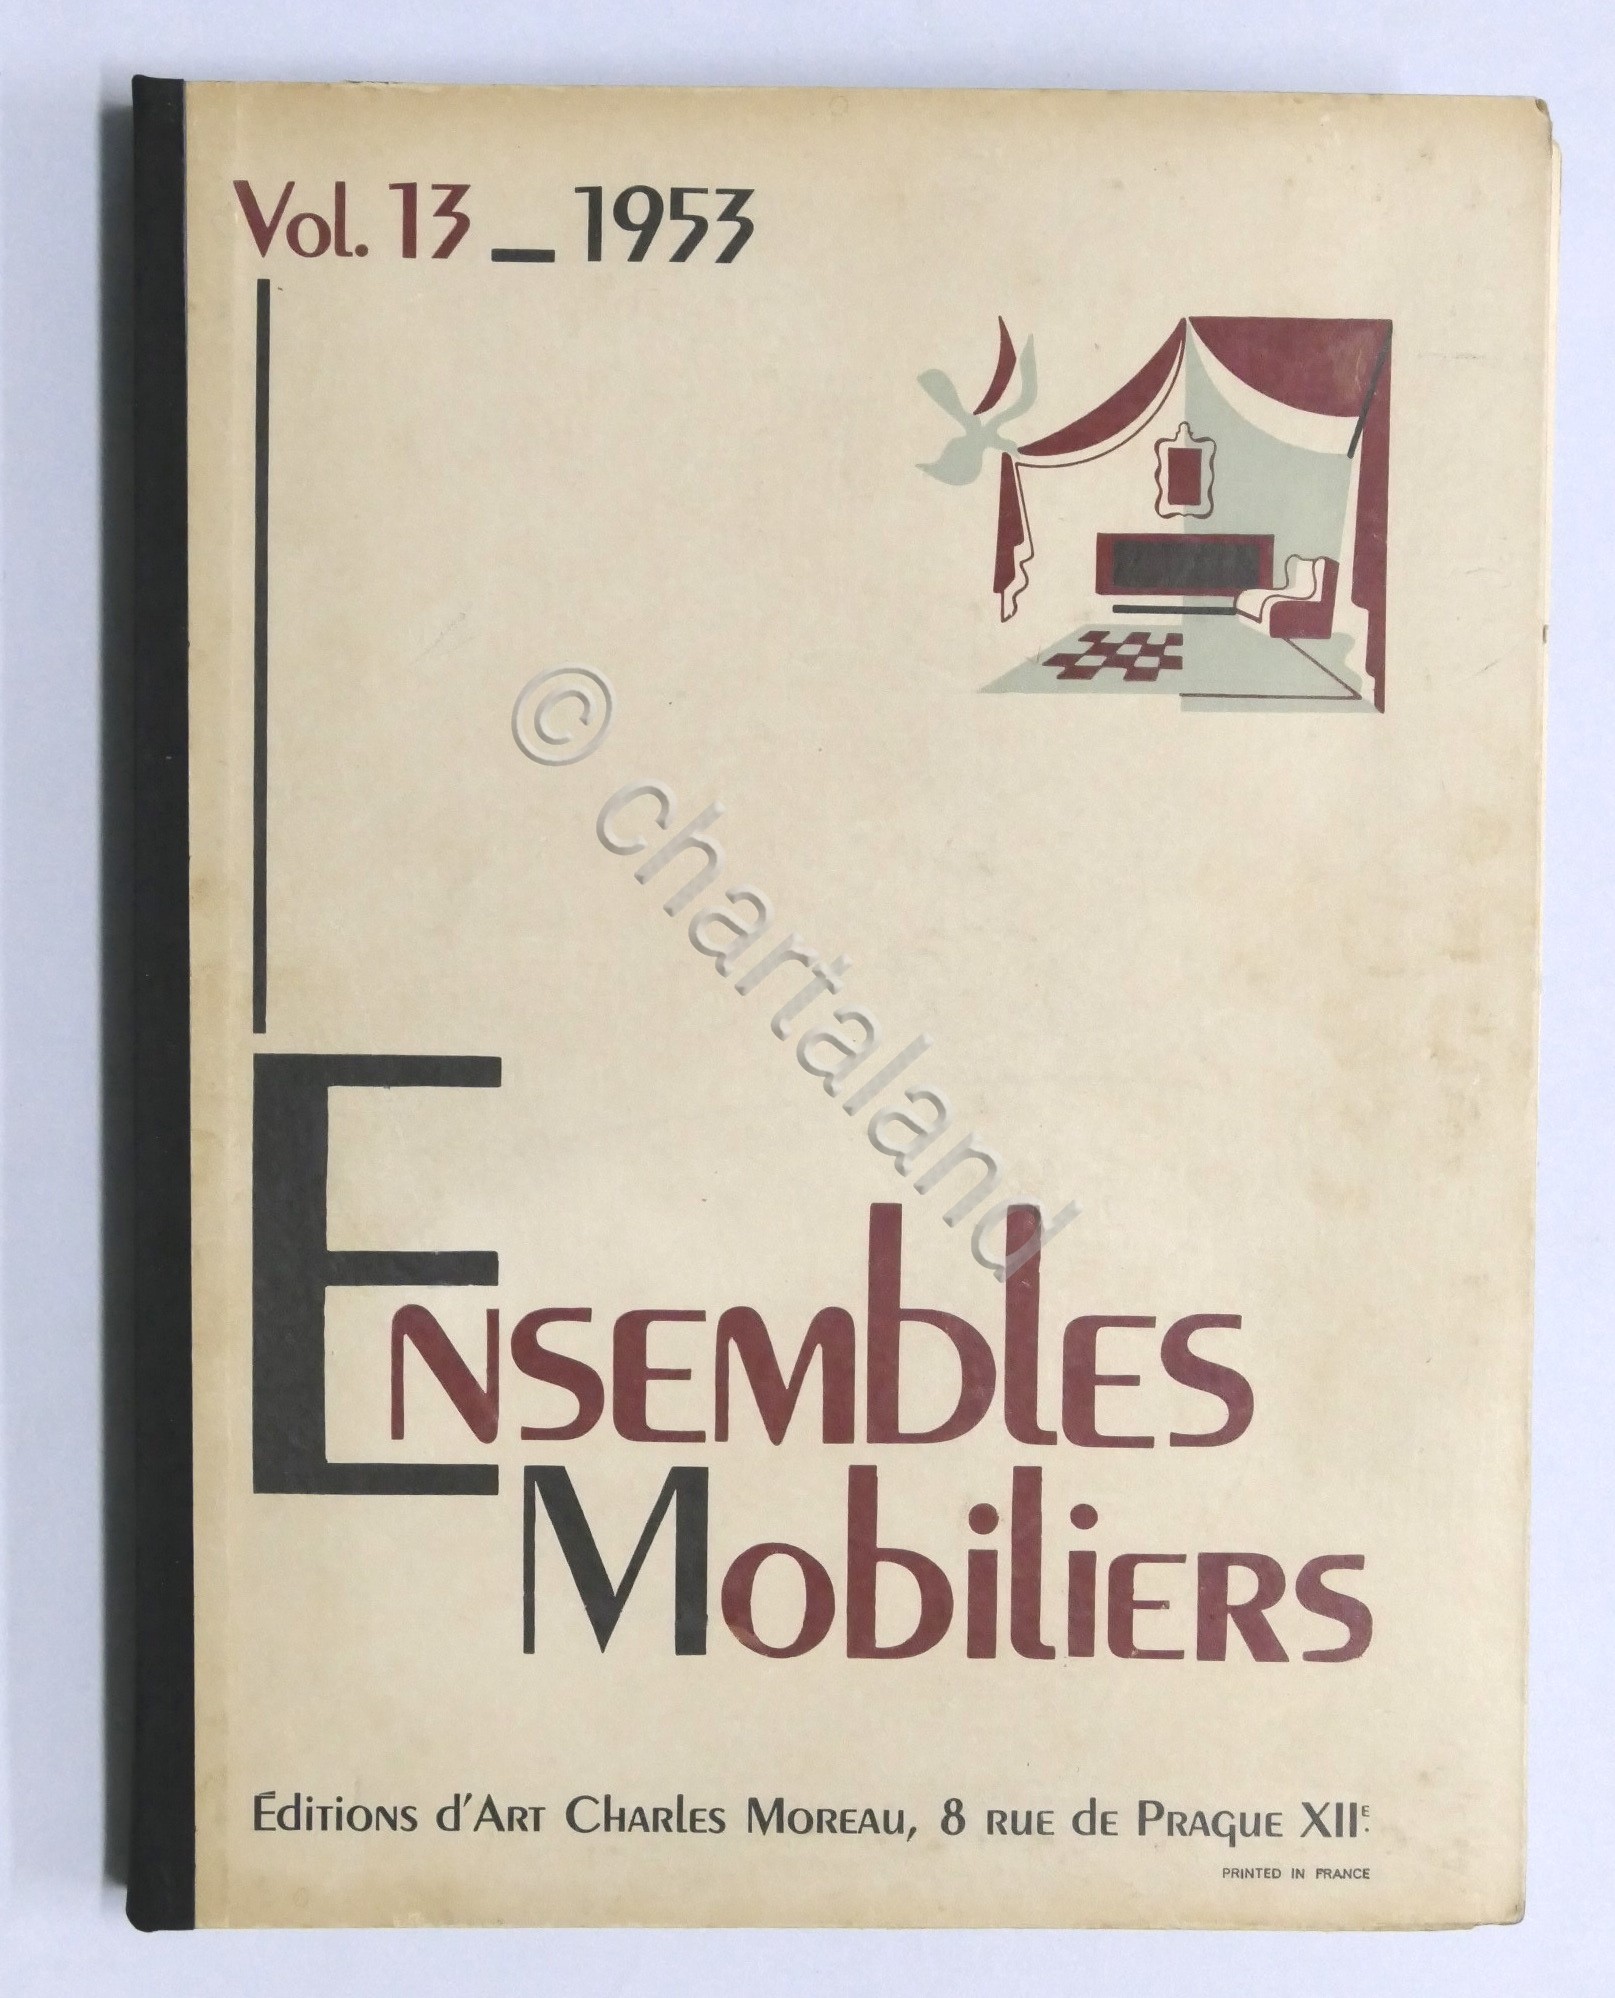 Vol. 13 _ 1953
© chartaland
ENSEMbLES
MobiliERS
Éditions d'Art Charles Moreau, 8 rue de Prague XIIE.
PRINTED IN FRANCE